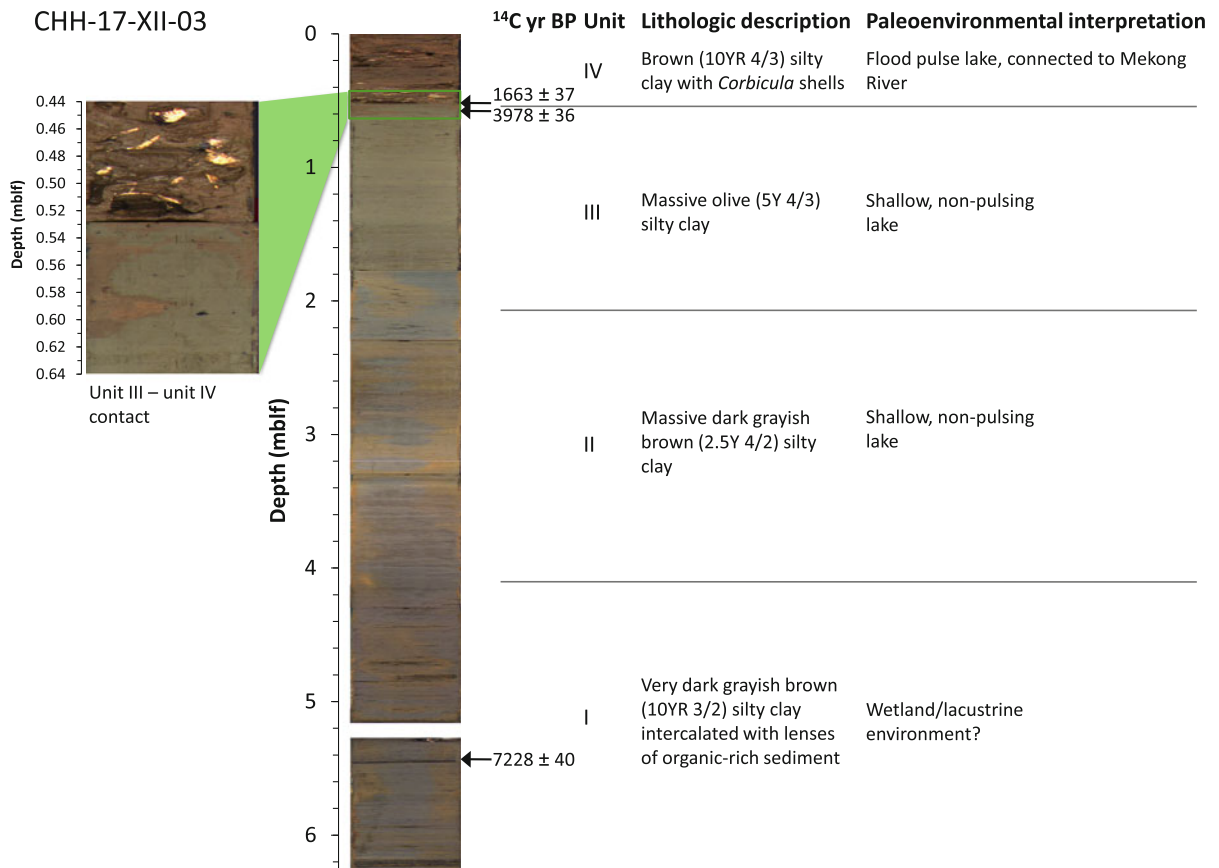 CHH-17-XII-03
¹⁴C yr BP
Unit
Lithologic description
Paleoenvironmental interpretation
0
1
2
3
4
5
6
Depth (mblf)
0.44
0.46
0.48
0.50
0.52
0.54
0.56
0.58
0.60
0.62
0.64
Depth (mblf)
Unit III – unit IV
contact
1663 ± 37
3978 ± 36
7228 ± 40
IV
Brown (10YR 4/3) silty
clay with Corbicula shells
Flood pulse lake, connected to Mekong
River
III
Massive olive (5Y 4/3)
silty clay
Shallow, non-pulsing
lake
II
Massive dark grayish
brown (2.5Y 4/2) silty
clay
Shallow, non-pulsing
lake
I
Very dark grayish brown
(10YR 3/2) silty clay
intercalated with lenses
of organic-rich sediment
Wetland/lacustrine
environment?